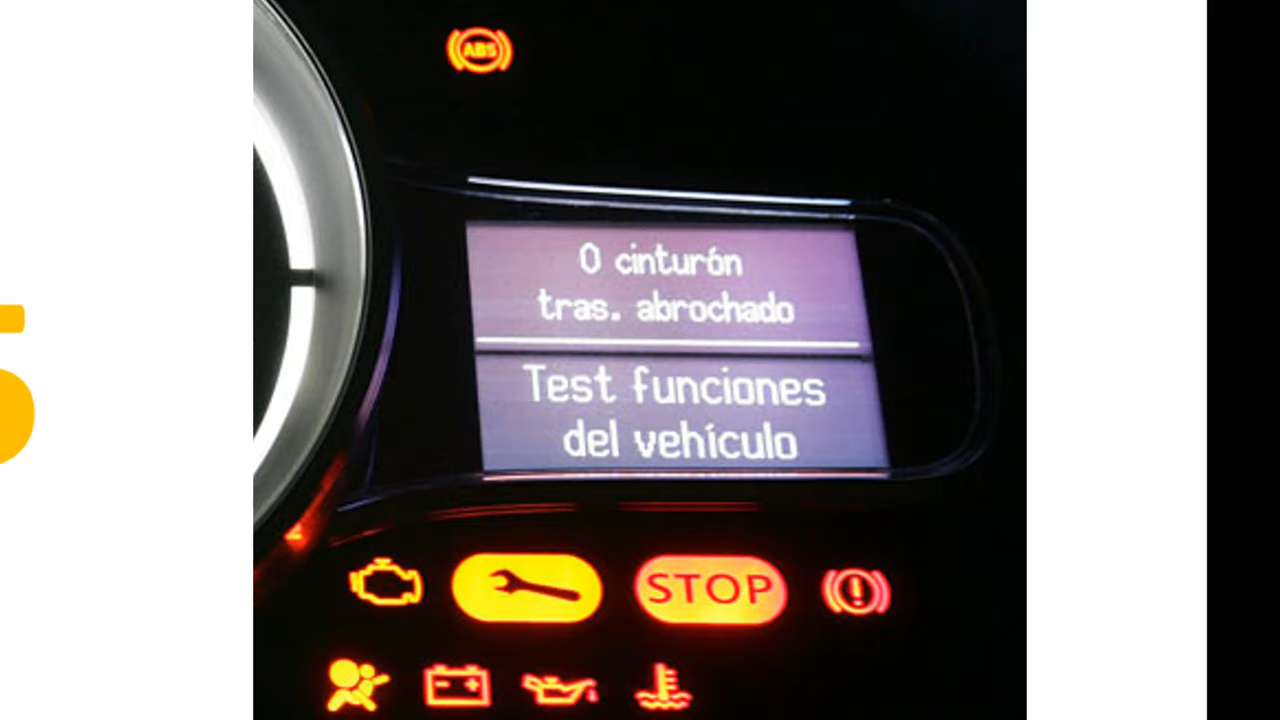 ABS
0 cinturón
tras. abrochado
Test funciones
del vehículo
STOP